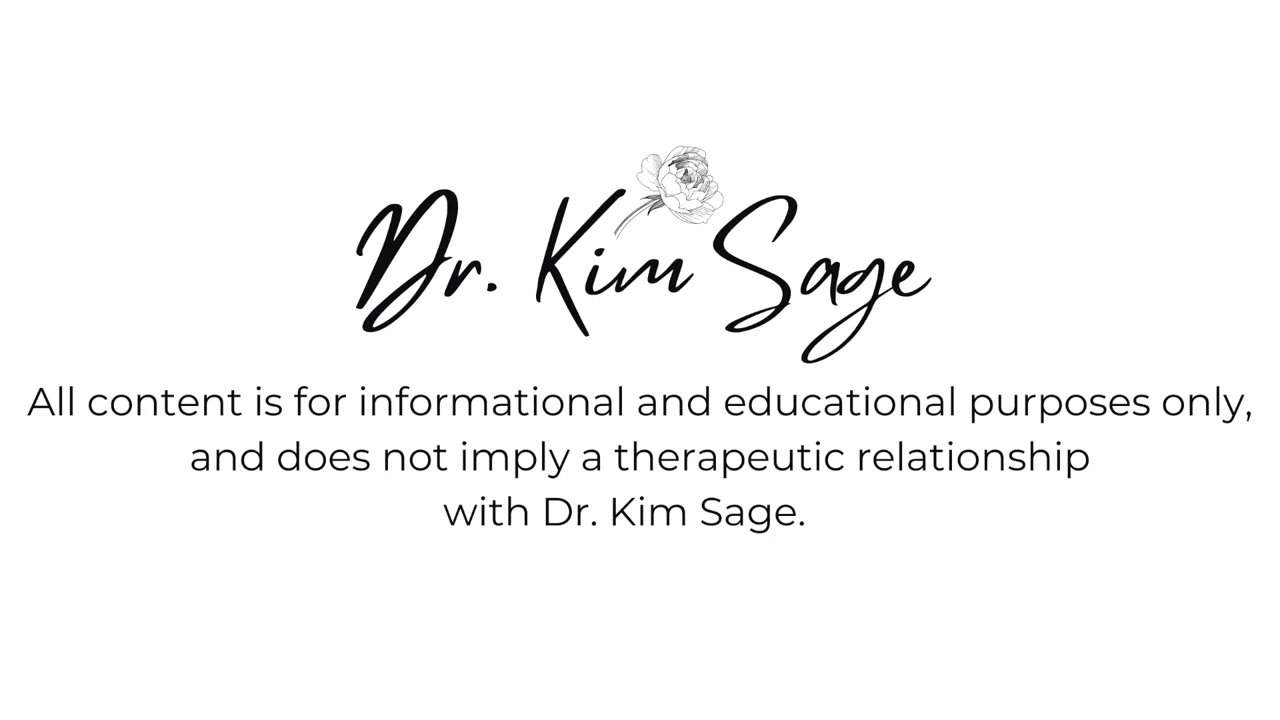 Dr. Kim Sage
All content is for informational and educational purposes only,
and does not imply a therapeutic relationship
with Dr. Kim Sage.